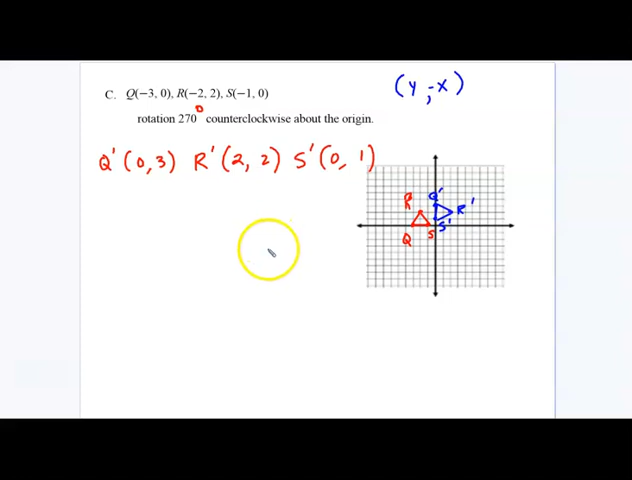 C. Q(−3, 0), R(−2, 2), S(−1, 0)
(y, -x)
rotation 270° counterclockwise about the origin.
Q'(0, 3) R'(2, 2) S'(0, 1)
R Q' R'
Q S S'